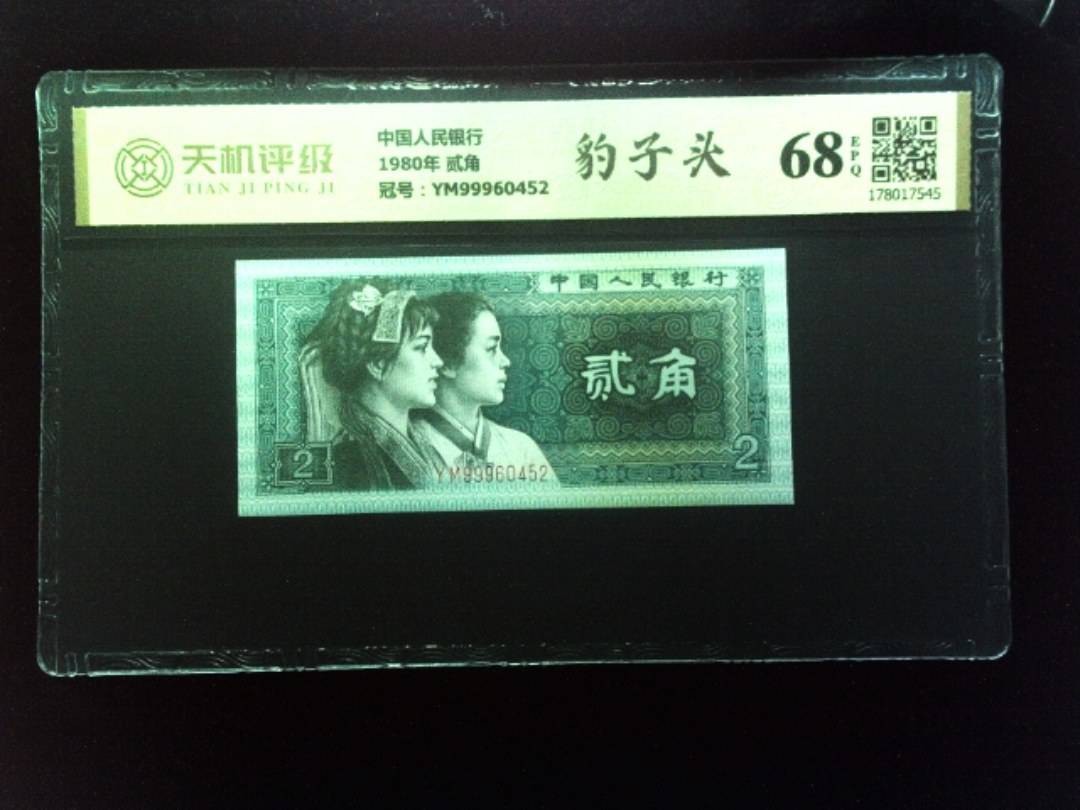 天机评级
TIAN JI PING JI
中国人民银行
1980年 贰角
冠号：YM99960452
豹子头
68
EPQ
178017545
中国人民银行
贰角
2
2
YM99960452